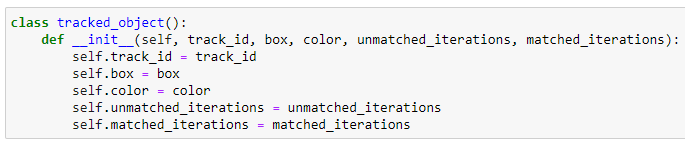 class tracked_object():
    def __init__(self, track_id, box, color, unmatched_iterations, matched_iterations):
        self.track_id = track_id
        self.box = box
        self.color = color
        self.unmatched_iterations = unmatched_iterations
        self.matched_iterations = matched_iterations